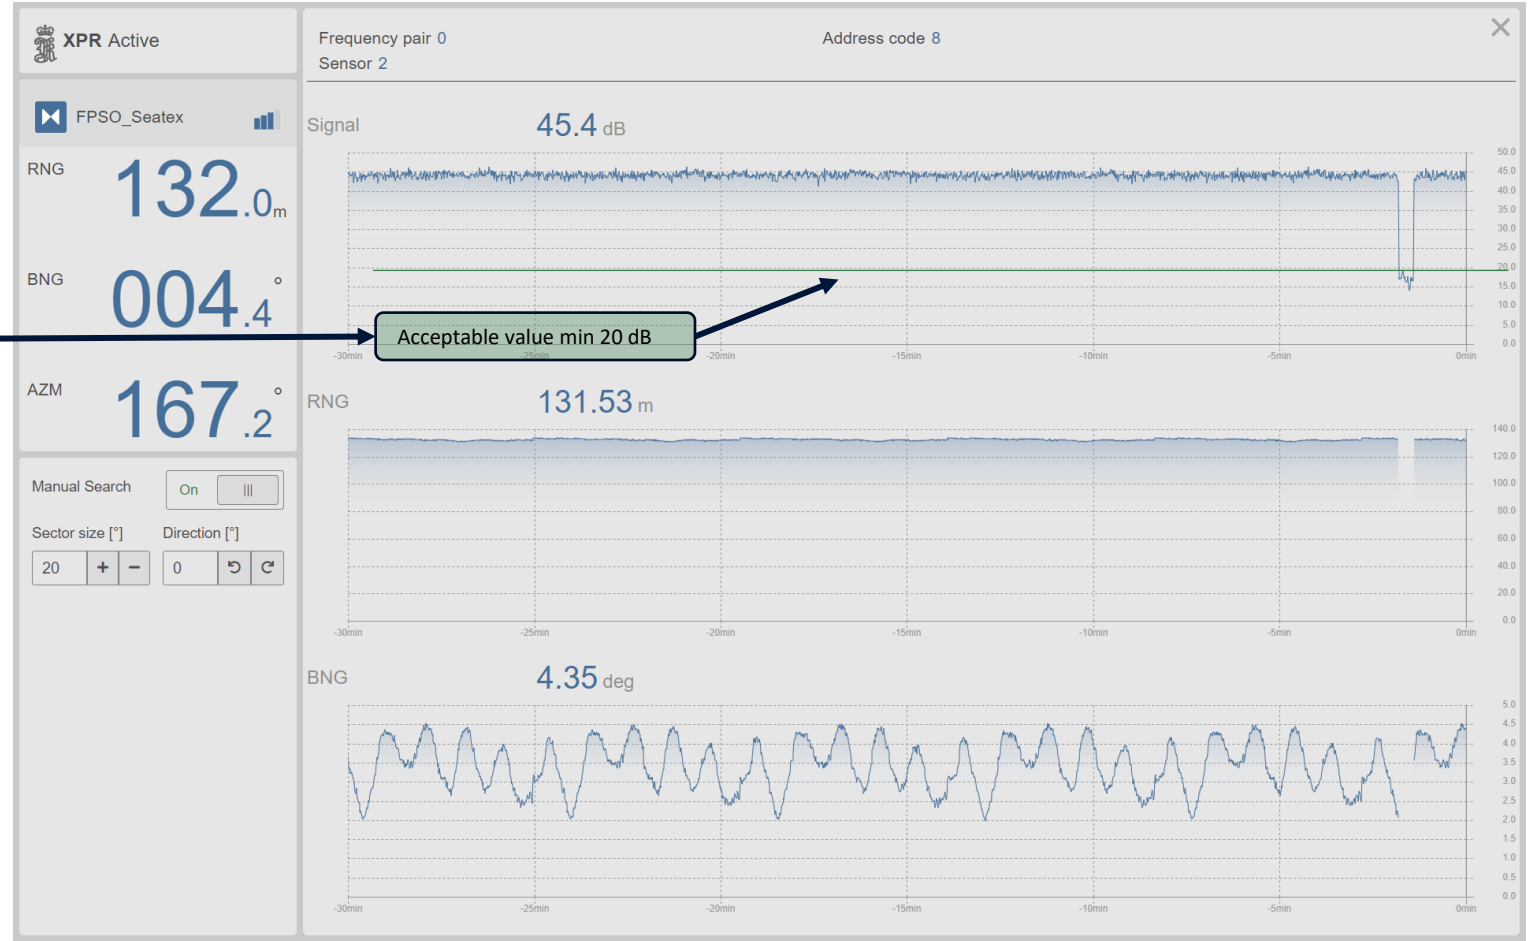 XPR Active
FPSO_Seatex
RNG
132.0m
BNG
004.4°
AZM
167.2°
Manual Search
On
Sector size [°]
Direction [°]
20
+
−
0
Frequency pair 0
Address code 8
Sensor 2
Signal
45.4 dB
50.0
45.0
40.0
35.0
30.0
25.0
20.0
15.0
10.0
5.0
0.0
Acceptable value min 20 dB
-30min
-25min
-20min
-15min
-10min
-5min
0min
RNG
131.53 m
140.0
120.0
100.0
80.0
60.0
40.0
20.0
0.0
-30min
-25min
-20min
-15min
-10min
-5min
0min
BNG
4.35 deg
5.0
4.5
4.0
3.5
3.0
2.5
2.0
1.5
1.0
0.5
0.0
-30min
-25min
-20min
-15min
-10min
-5min
0min